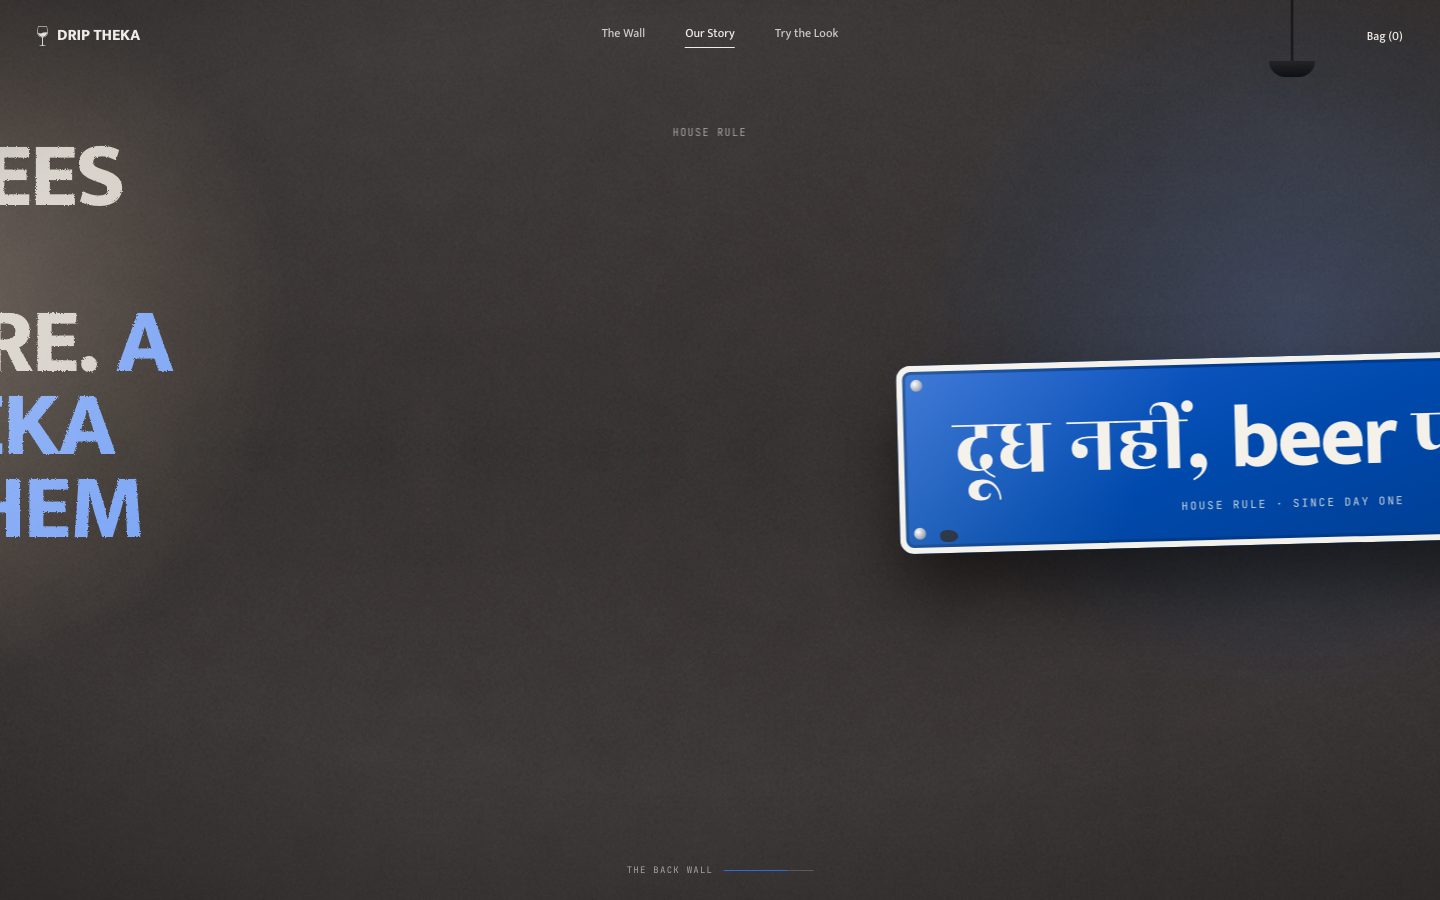 DRIP THEKA
The Wall
Our Story
Try the Look
Bag (0)
HOUSE RULE
EES
RE. A
KA
HEM
दूध नहीं, beer
HOUSE RULE · SINCE DAY ONE
THE BACK WALL